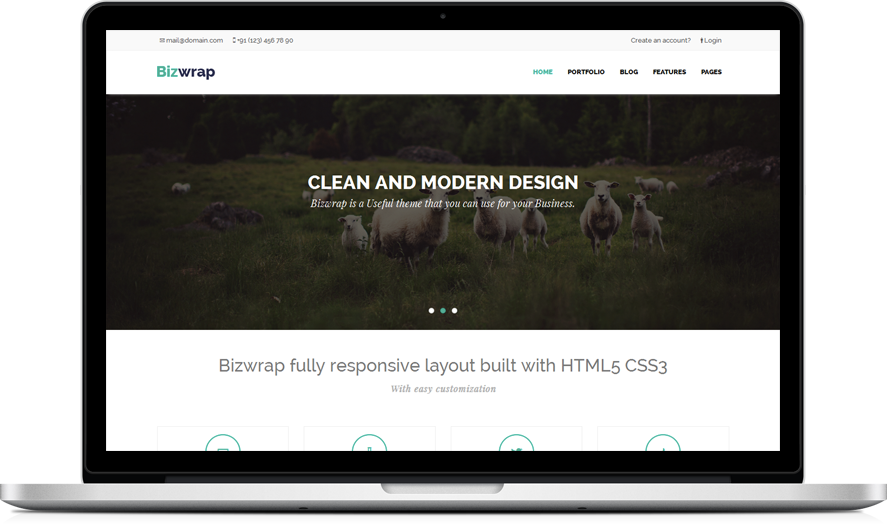 mail@domain.com +91 (123) 456 78 90 Create an account? Login
Bizwrap HOME PORTFOLIO BLOG FEATURES PAGES
CLEAN AND MODERN DESIGN
Bizwrap is a Useful theme that you can use for your Business.
Bizwrap fully responsive layout built with HTML5 CSS3
With easy customization